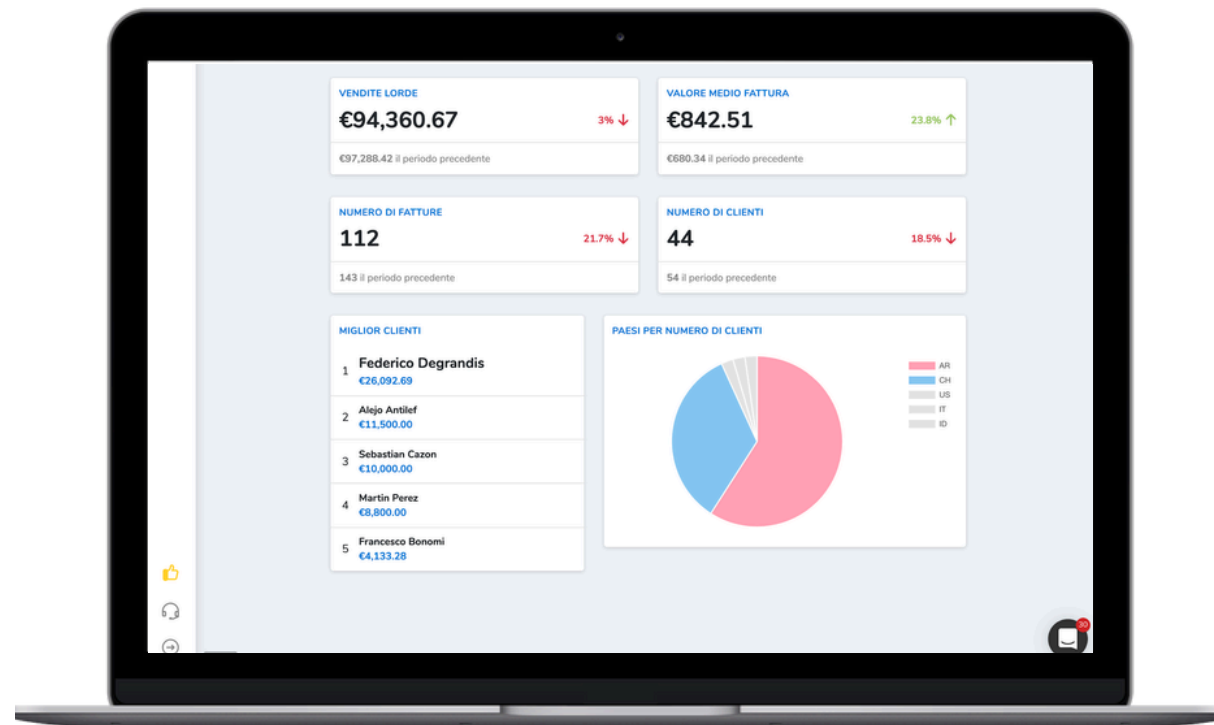 VENDITE LORDE
€94,360.67
3%
€97,288.42 il periodo precedente
VALORE MEDIO FATTURA
€842.51
23.8%
€680.34 il periodo precedente
NUMERO DI FATTURE
112
21.7%
143 il periodo precedente
NUMERO DI CLIENTI
44
18.5%
54 il periodo precedente
MIGLIOR CLIENTI
1
Federico Degrandis
€26,092.69
2
Alejo Antilef
€11,500.00
3
Sebastian Cazon
€10,000.00
4
Martin Perez
€8,800.00
5
Francesco Bonomi
€4,133.28
PAESI PER NUMERO DI CLIENTI
AR
CH
US
IT
ID
30